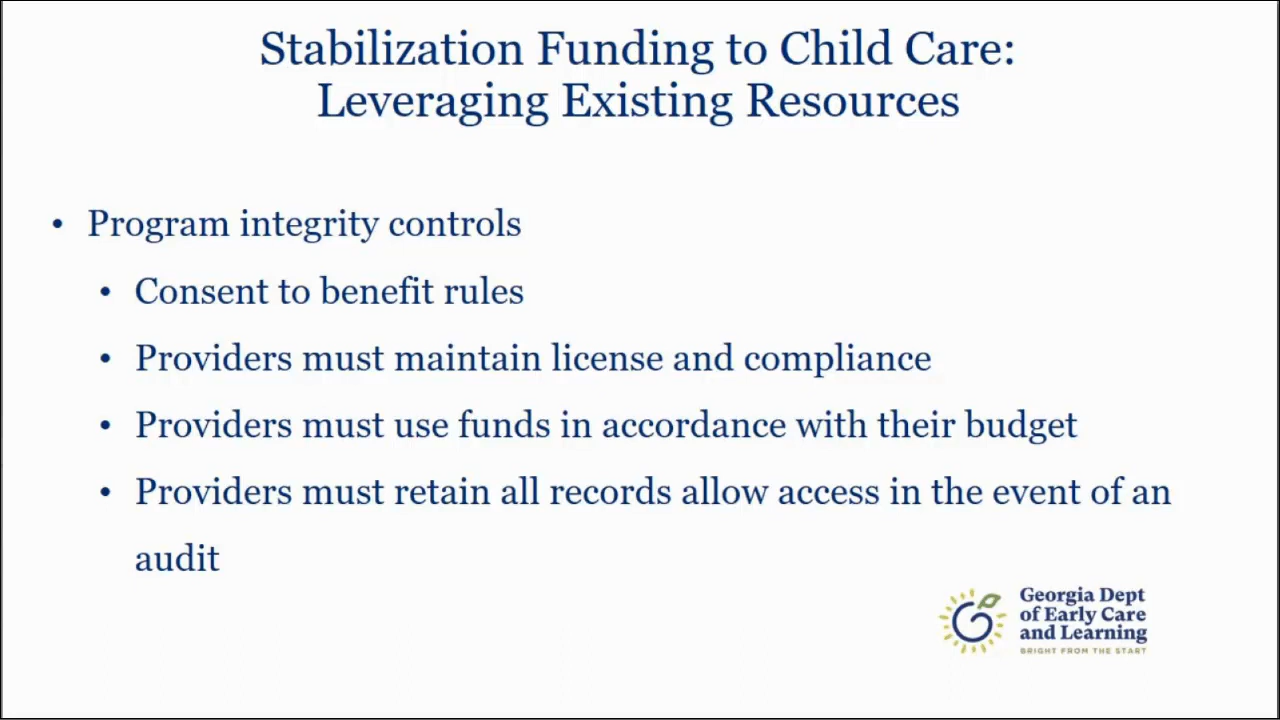 Stabilization Funding to Child Care:
Leveraging Existing Resources
• Program integrity controls
• Consent to benefit rules
• Providers must maintain license and compliance
• Providers must use funds in accordance with their budget
• Providers must retain all records allow access in the event of an
audit
Georgia Dept
of Early Care
and Learning
BRIGHT FROM THE START